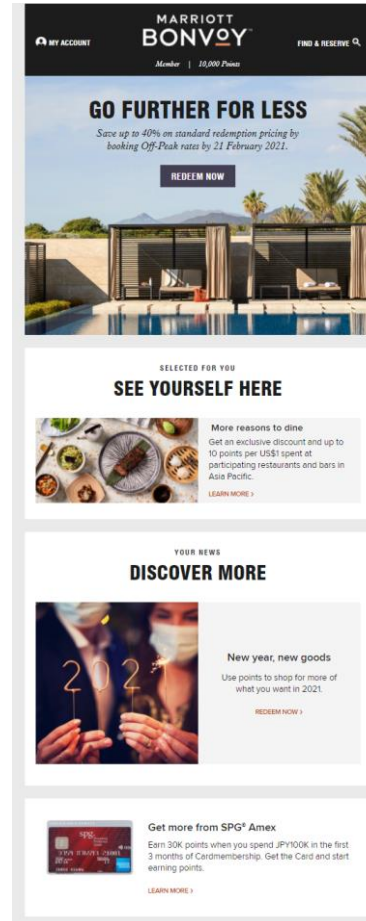 MARRIOTT
BONVOY
MY ACCOUNT
FIND & RESERVE
Member | 10,000 Points
GO FURTHER FOR LESS
Save up to 40% on standard redemption pricing by
booking Off-Peak rates by 21 February 2021.
REDEEM NOW
SELECTED FOR YOU
SEE YOURSELF HERE
More reasons to dine
Get an exclusive discount and up to
10 points per US$1 spent at
participating restaurants and bars in
Asia Pacific.
LEARN MORE >
YOUR NEWS
DISCOVER MORE
202
New year, new goods
Use points to shop for more of
what you want in 2021.
REDEEM NOW >
spg
Get more from SPG® Amex
Earn 30K points when you spend JPY100K in the first
3 months of Cardmembership. Get the Card and start
earning points.
LEARN MORE >